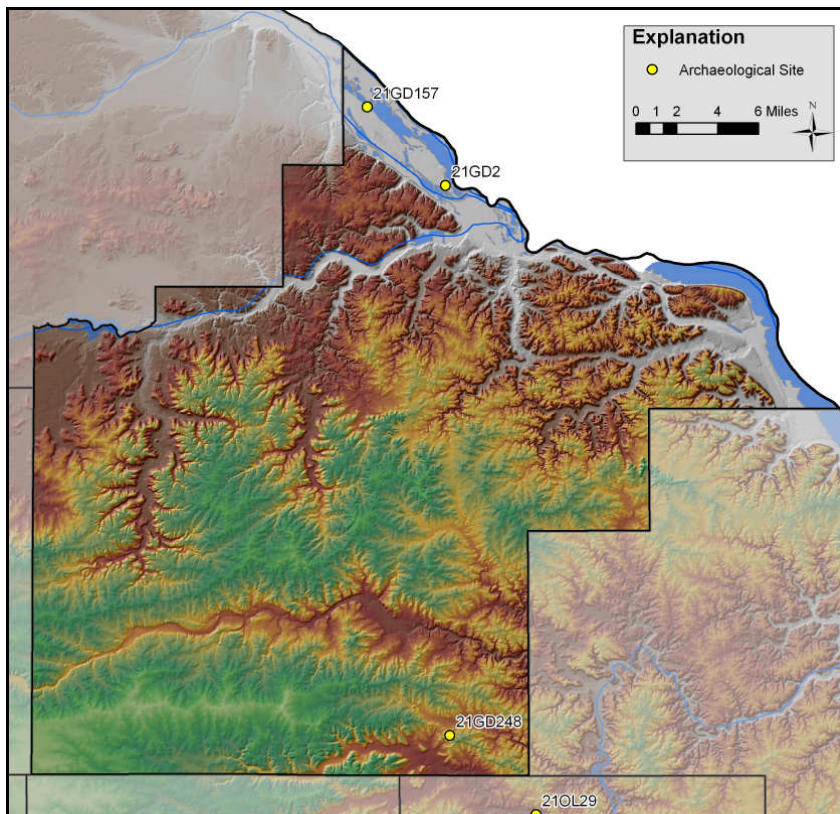 Explanation
Archaeological Site
0 1 2 4 6 Miles
N
21GD157
21GD2
21GD248
21OL29